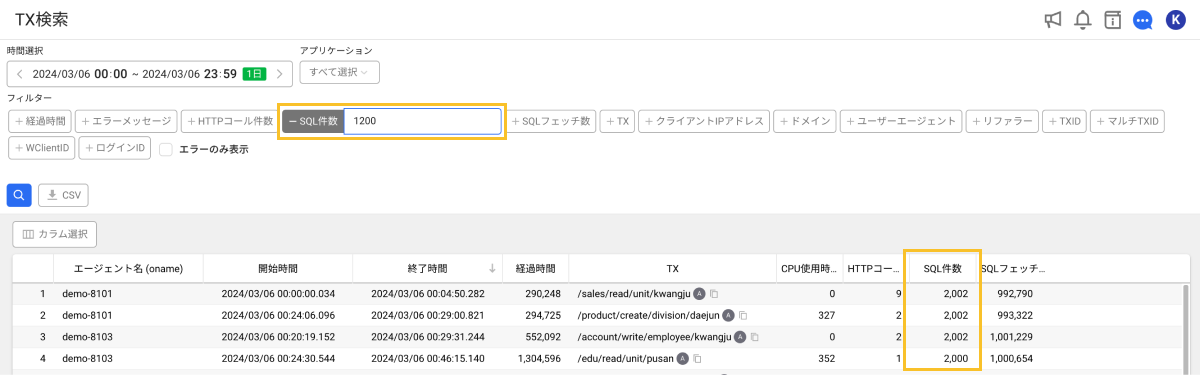 TX検索
K
時間選択
アプリケーション
2024/03/06 00:00 ~ 2024/03/06 23:59 1日
すべて選択
フィルター
+ 経過時間 + エラーメッセージ + HTTPコール件数 − SQL件数 1200 + SQLフェッチ数 + TX + クライアントIPアドレス + ドメイン + ユーザーエージェント + リファラー + TXID + マルチTXID
+ WClientID + ログインID エラーのみ表示
CSV
カラム選択
エージェント名 (oname) 開始時間 終了時間 ↓ 経過時間 TX CPU使用時... HTTPコー... SQL件数 SQLフェッチ...
1 demo-8101 2024/03/06 00:00:00.034 2024/03/06 00:04:50.282 290,248 /sales/read/unit/kwangju A 0 9 2,002 992,790
2 demo-8101 2024/03/06 00:24:06.096 2024/03/06 00:29:00.821 294,725 /product/create/division/daejun A 327 2 2,002 993,322
3 demo-8103 2024/03/06 00:20:19.152 2024/03/06 00:29:31.244 552,092 /account/write/employee/kwangju A 0 2 2,002 1,001,229
4 demo-8103 2024/03/06 00:24:30.544 2024/03/06 00:46:15.140 1,304,596 /edu/read/unit/pusan A 352 1 2,000 1,000,654